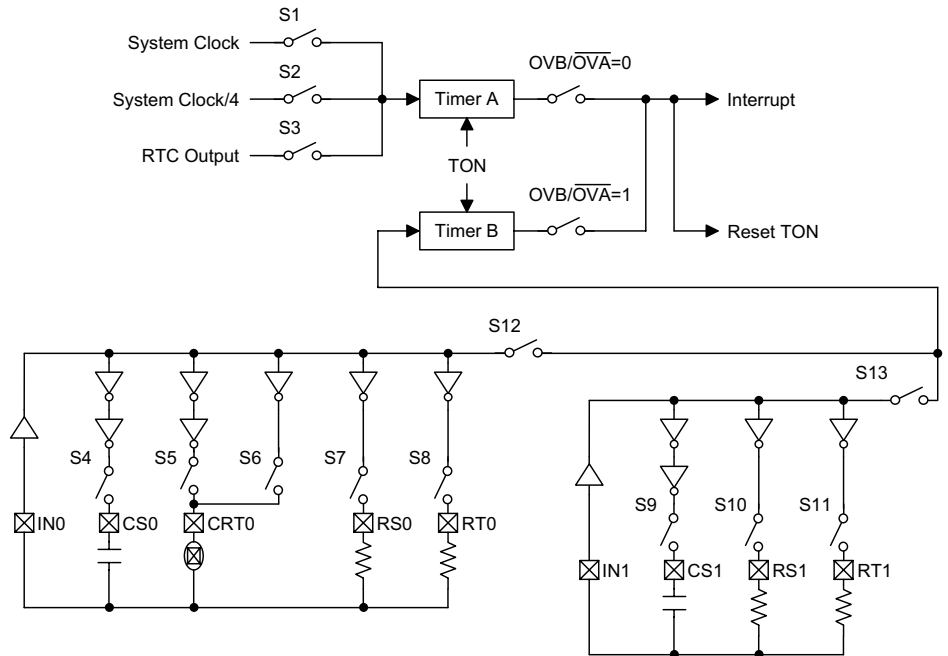 S1
System Clock
OVB/O̅V̅A̅=0
S2
System Clock/4
Timer A
Interrupt
S3
RTC Output
TON
OVB/O̅V̅A̅=1
Timer B
Reset TON
S12
S13
S4
S5
S6
S7
S8
IN0
CS0
CRT0
RS0
RT0
S9
S10
S11
IN1
CS1
RS1
RT1